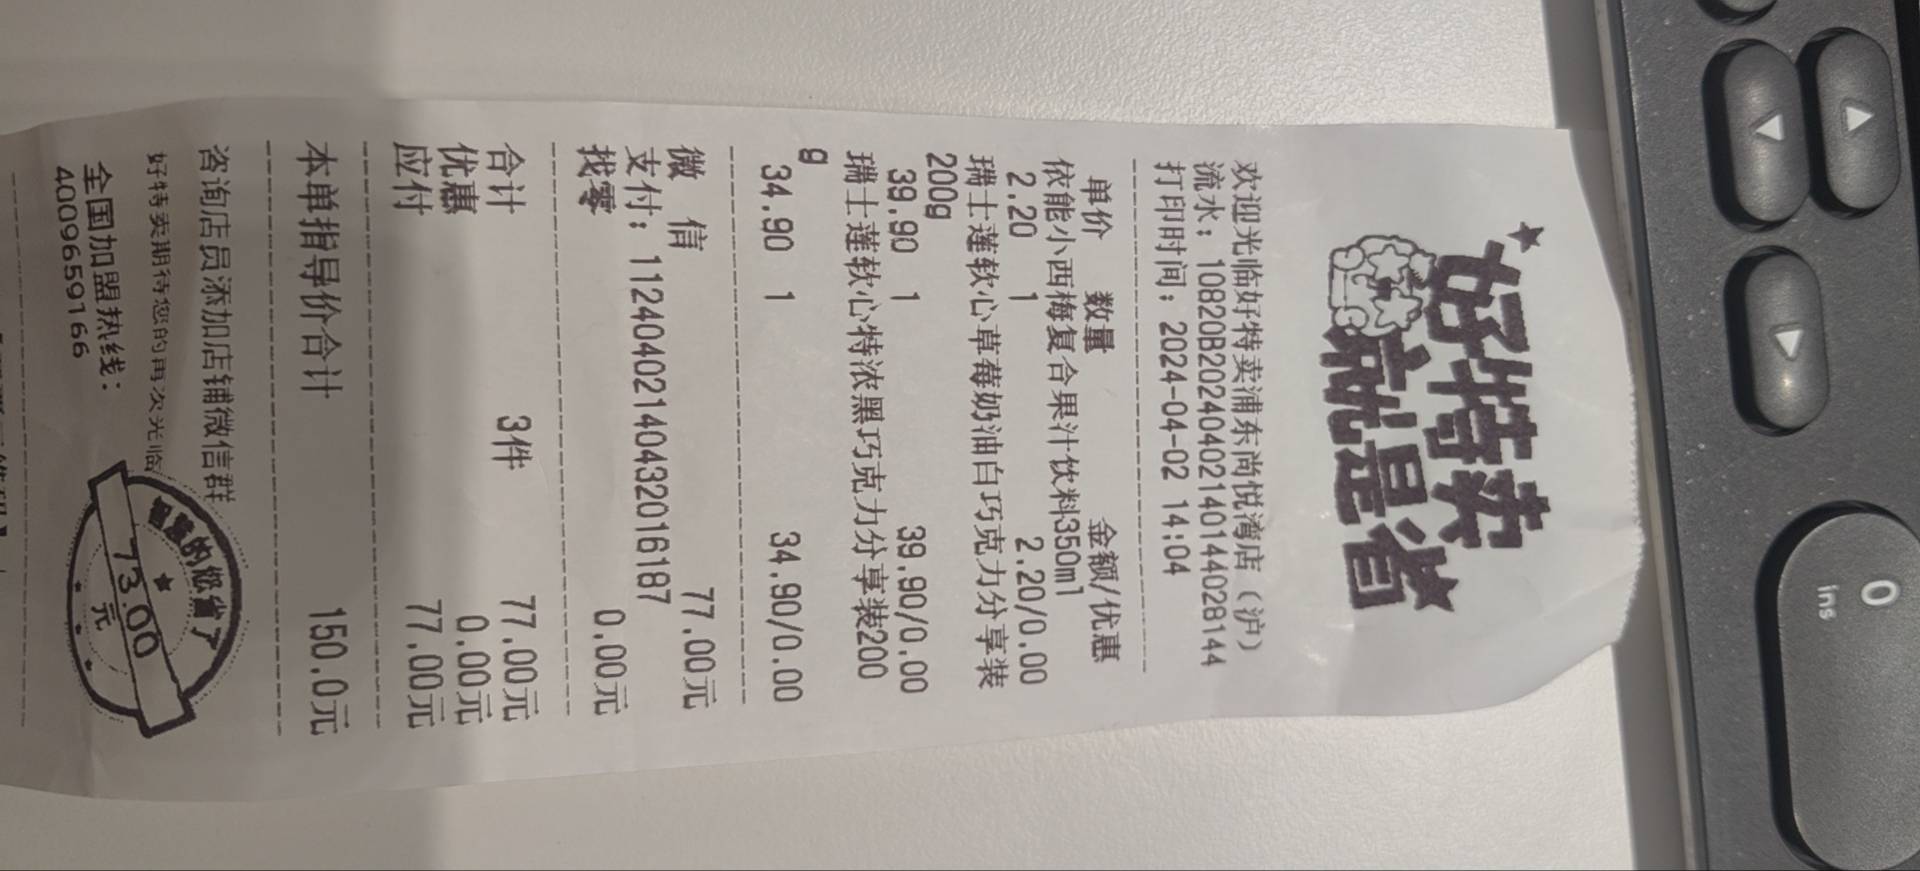 好特卖
就是省
欢迎光临好特卖浦东尚悦湾店（沪）
流水：10820B2024040214014402814４
打印时间：2024-04-02 14:04
单价 数量 金额/优惠
依能小西梅复合果汁饮料350ml
2.20 1 2.20/0.00
瑞士莲软心草莓奶油白巧克力分享装
200g
39.90 1 39.90/0.00
瑞士莲软心特浓黑巧克力分享装200
g
34.90 1 34.90/0.00
微 信 77.00元
支付：112404021404320161618７
找零 0.00元
合计 3件 77.00元
优惠 0.00元
应付 77.00元
本单指导价合计 150.0元
咨询店员添加店铺微信群
好特卖期待您的再次光临
全国加盟热线：
4009659166
您省了
73.00
元
0
ins